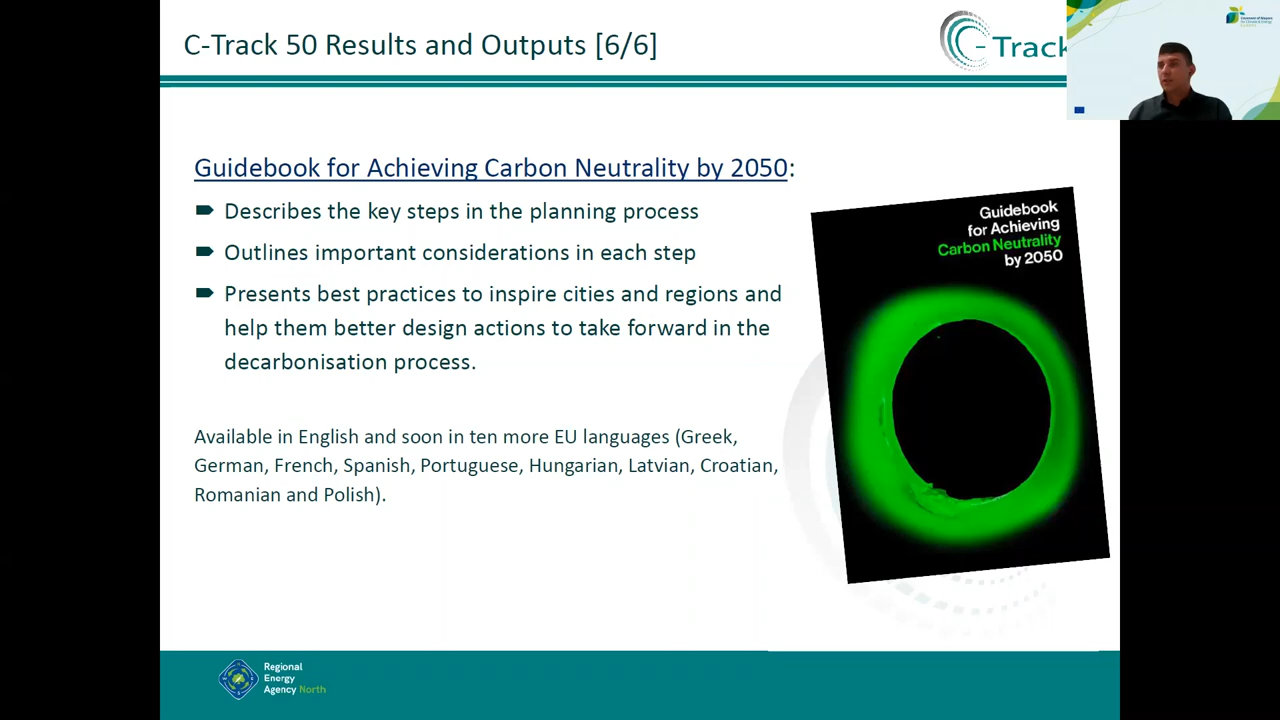 C-Track 50 Results and Outputs [6/6]
C-Track
Guidebook for Achieving Carbon Neutrality by 2050:
Describes the key steps in the planning process
Outlines important considerations in each step
Presents best practices to inspire cities and regions and
help them better design actions to take forward in the
decarbonisation process.
Available in English and soon in ten more EU languages (Greek,
German, French, Spanish, Portuguese, Hungarian, Latvian, Croatian,
Romanian and Polish).
Guidebook
for Achieving
Carbon Neutrality
by 2050
Regional
Energy
Agency North